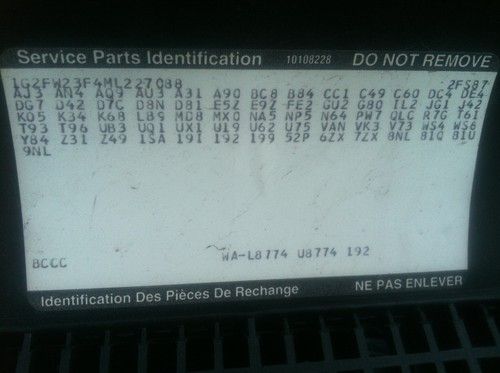 Service Parts Identification 10108228 DO NOT REMOVE
1G2FW23F4ML227088 2FS87
AJ3 AM4 AQ9 AU3 A31 A90 BC8 B84 CC1 C49 C60 DC4 DE4
DG7 D42 D7C D8N D81 E5Z E9Z FE2 GU2 G80 IL2 JG1 J42
K05 K34 K68 LB9 MD8 MX0 NA5 NP5 N64 PW7 QLC R7G T61
T93 T96 UB3 UQ1 UX1 U19 U62 U75 VAN VK3 V73 WS4 WS6
Y84 Z31 Z49 1SA 19I 192 199 52P 6ZX 7ZX 8NL 81Q 81U
9NL
BCCC WA-L8774 U8774 192
Identification Des Pièces De Rechange NE PAS ENLEVER